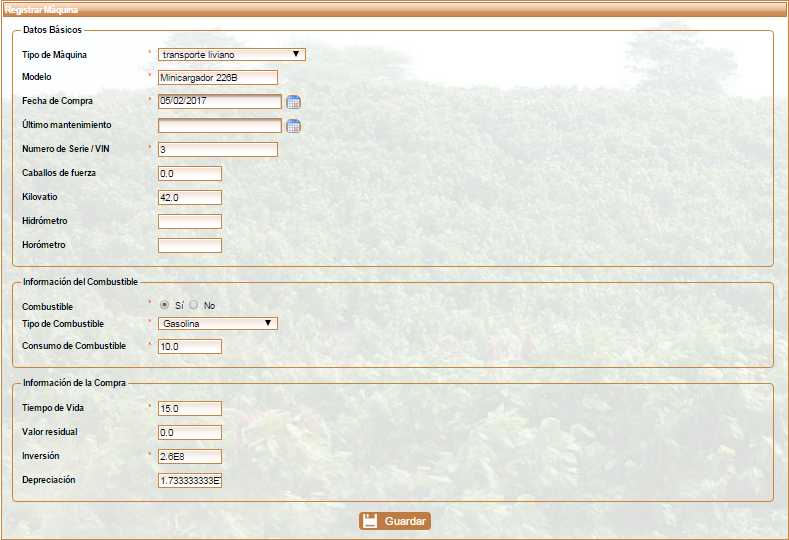 Registrar Máquina
Datos Básicos
Tipo de Máquina * transporte liviano
Modelo * Minicargador 226B
Fecha de Compra * 05/02/2017
Último mantenimiento
Numero de Serie / VIN * 3
Caballos de fuerza 0.0
Kilovatio 42.0
Hidrómetro
Horómetro
Información del Combustible
Combustible * Sí No
Tipo de Combustible * Gasolina
Consumo de Combustible * 10.0
Información de la Compra
Tiempo de Vida * 15.0
Valor residual 0.0
Inversión * 2.6E8
Depreciación 1.733333333E7
Guardar